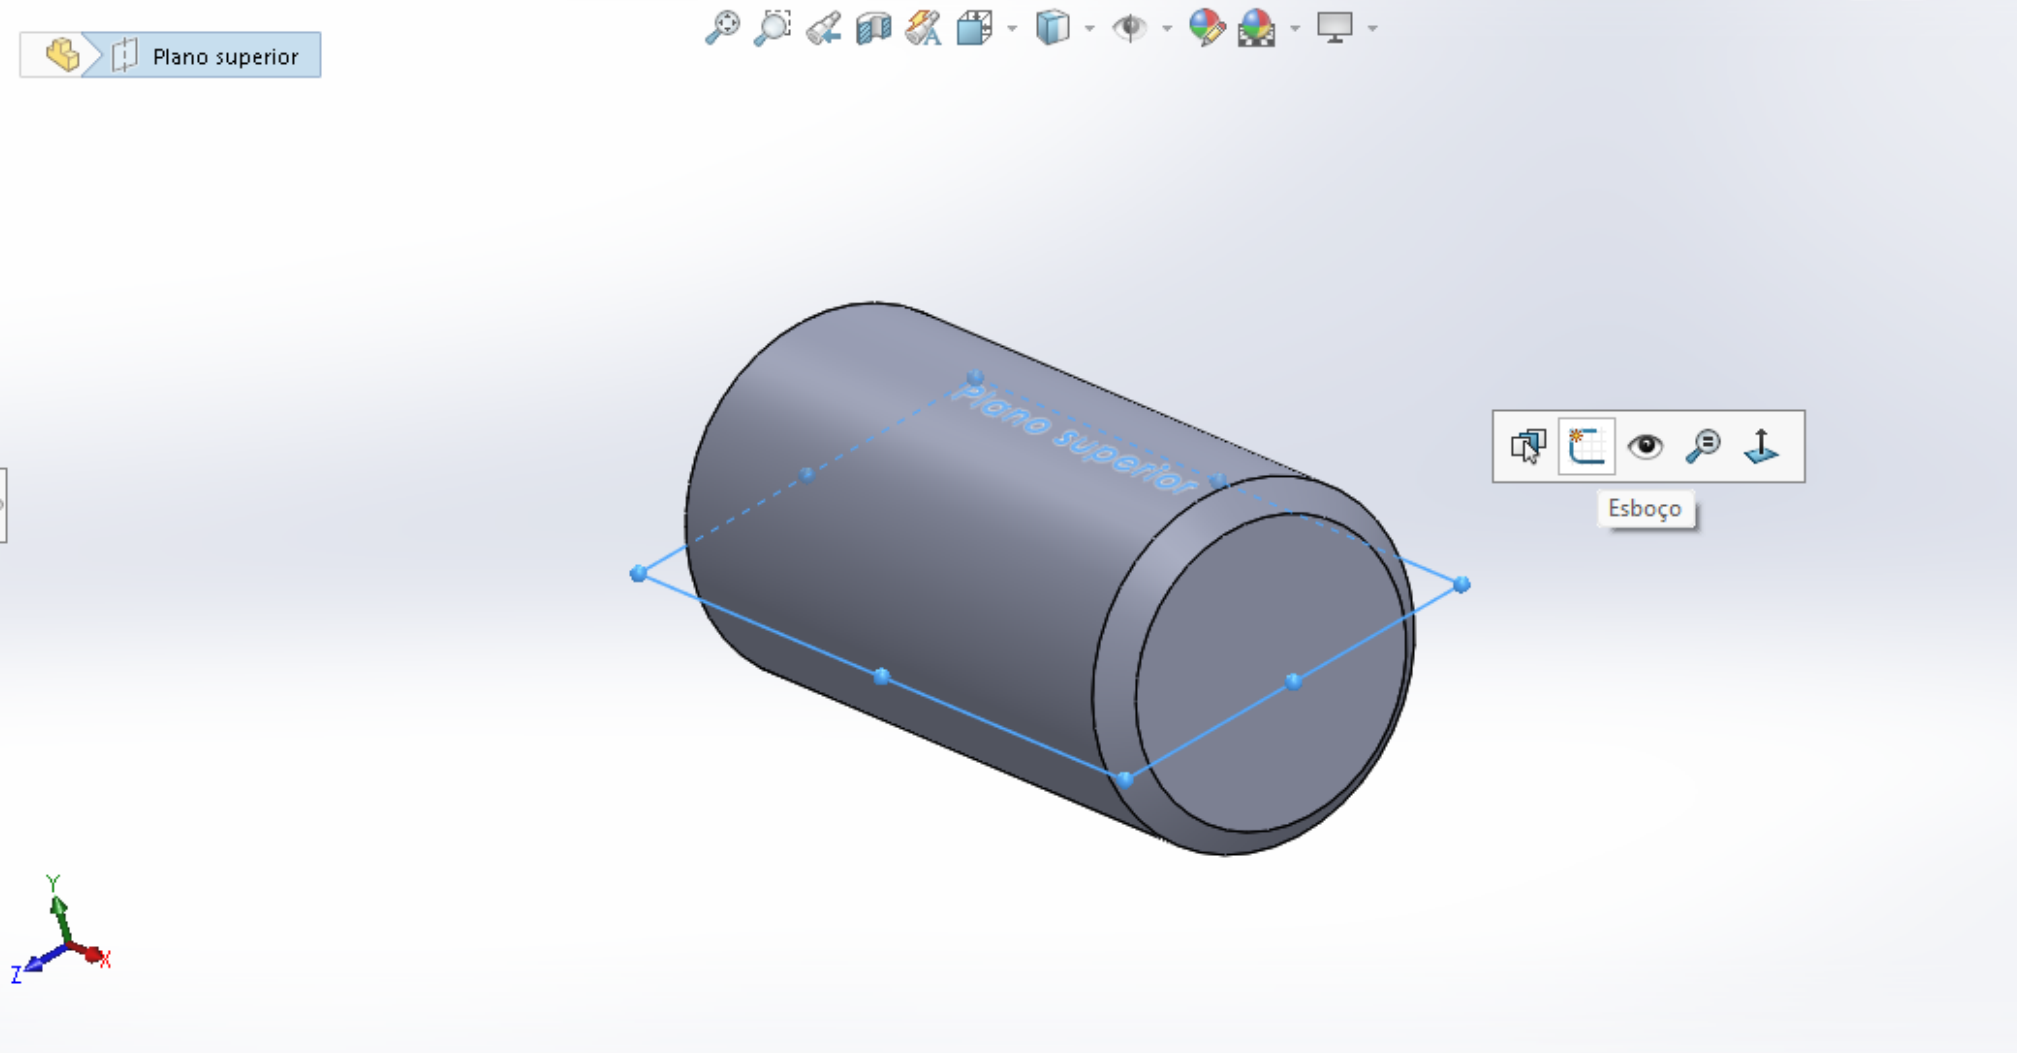 Plano superior
Plano superior
Esboço
Y
X
Z